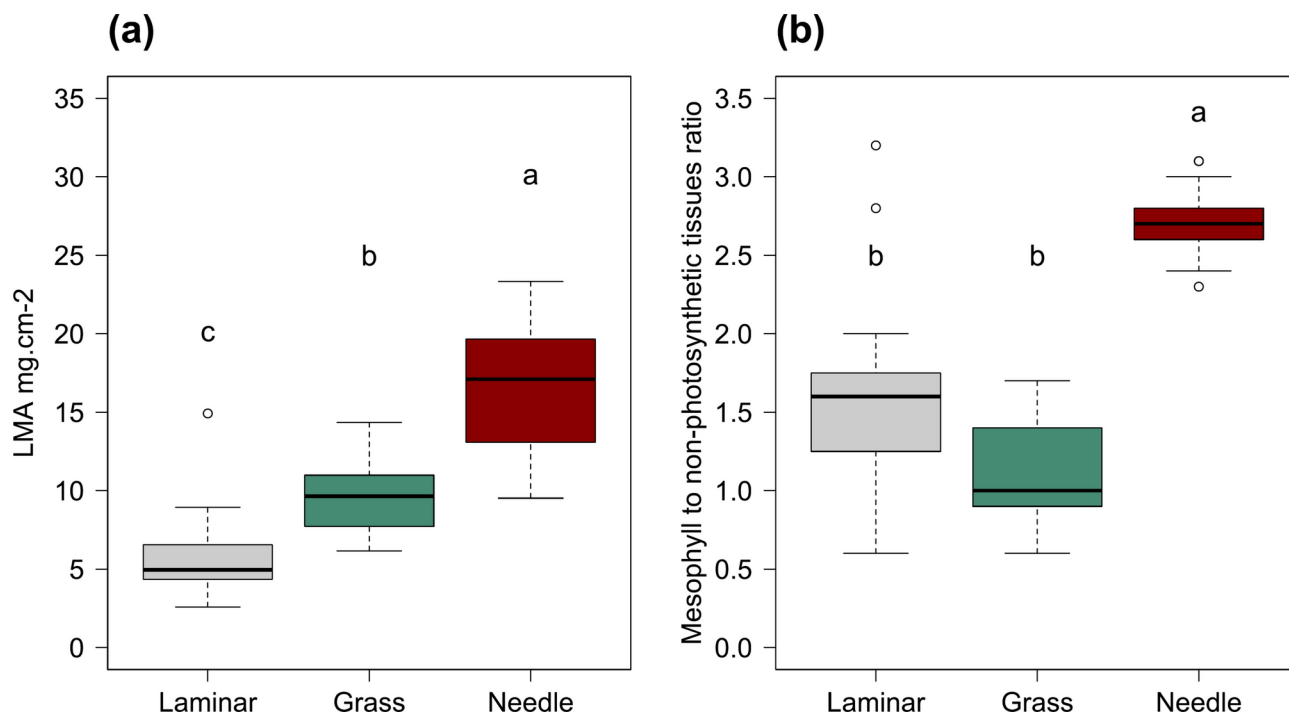 (a)
LMA mg.cm-2
35
30
25
20
15
10
5
0
c
b
a
Laminar
Grass
Needle
(b)
Mesophyll to non-photosynthetic tissues ratio
3.5
3.0
2.5
2.0
1.5
1.0
0.5
0.0
b
b
a
Laminar
Grass
Needle